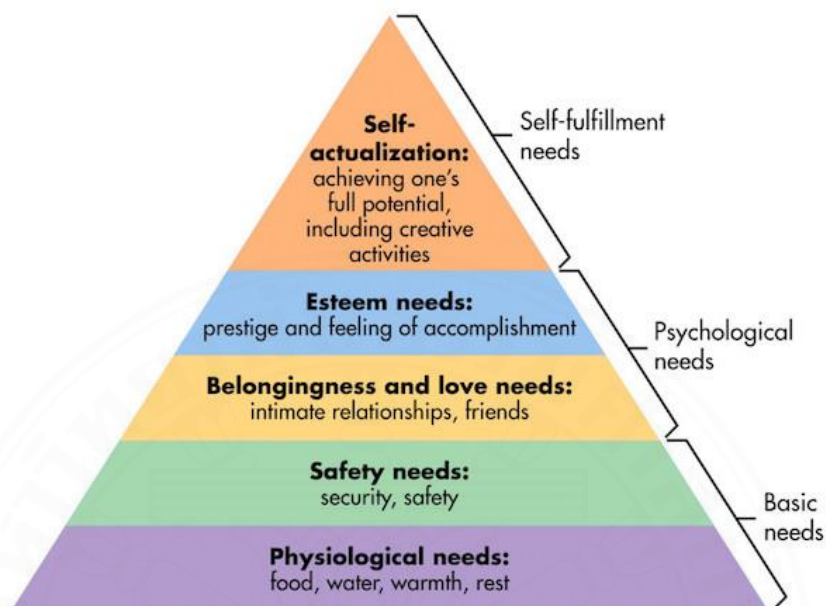 Self-
actualization:
achieving one's
full potential,
including creative
activities
Self-fulfillment
needs
Esteem needs:
prestige and feeling of accomplishment
Psychological
needs
Belongingness and love needs:
intimate relationships, friends
Safety needs:
security, safety
Basic
needs
Physiological needs:
food, water, warmth, rest